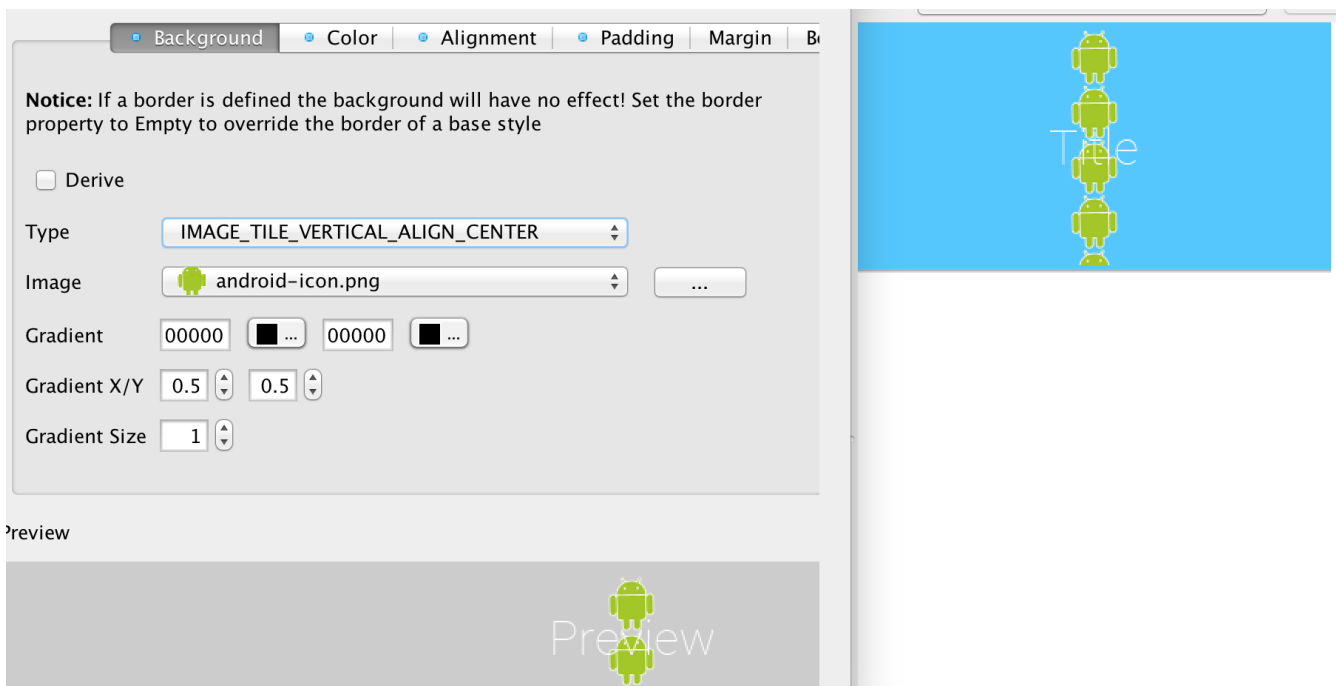 Background Color Alignment Padding Margin
Notice: If a border is defined the background will have no effect! Set the border
property to Empty to override the border of a base style
Derive
Type IMAGE_TILE_VERTICAL_ALIGN_CENTER
Image android-icon.png ...
Gradient 00000 ... 00000 ...
Gradient X/Y 0.5 0.5
Gradient Size 1
Preview
Preview
Title